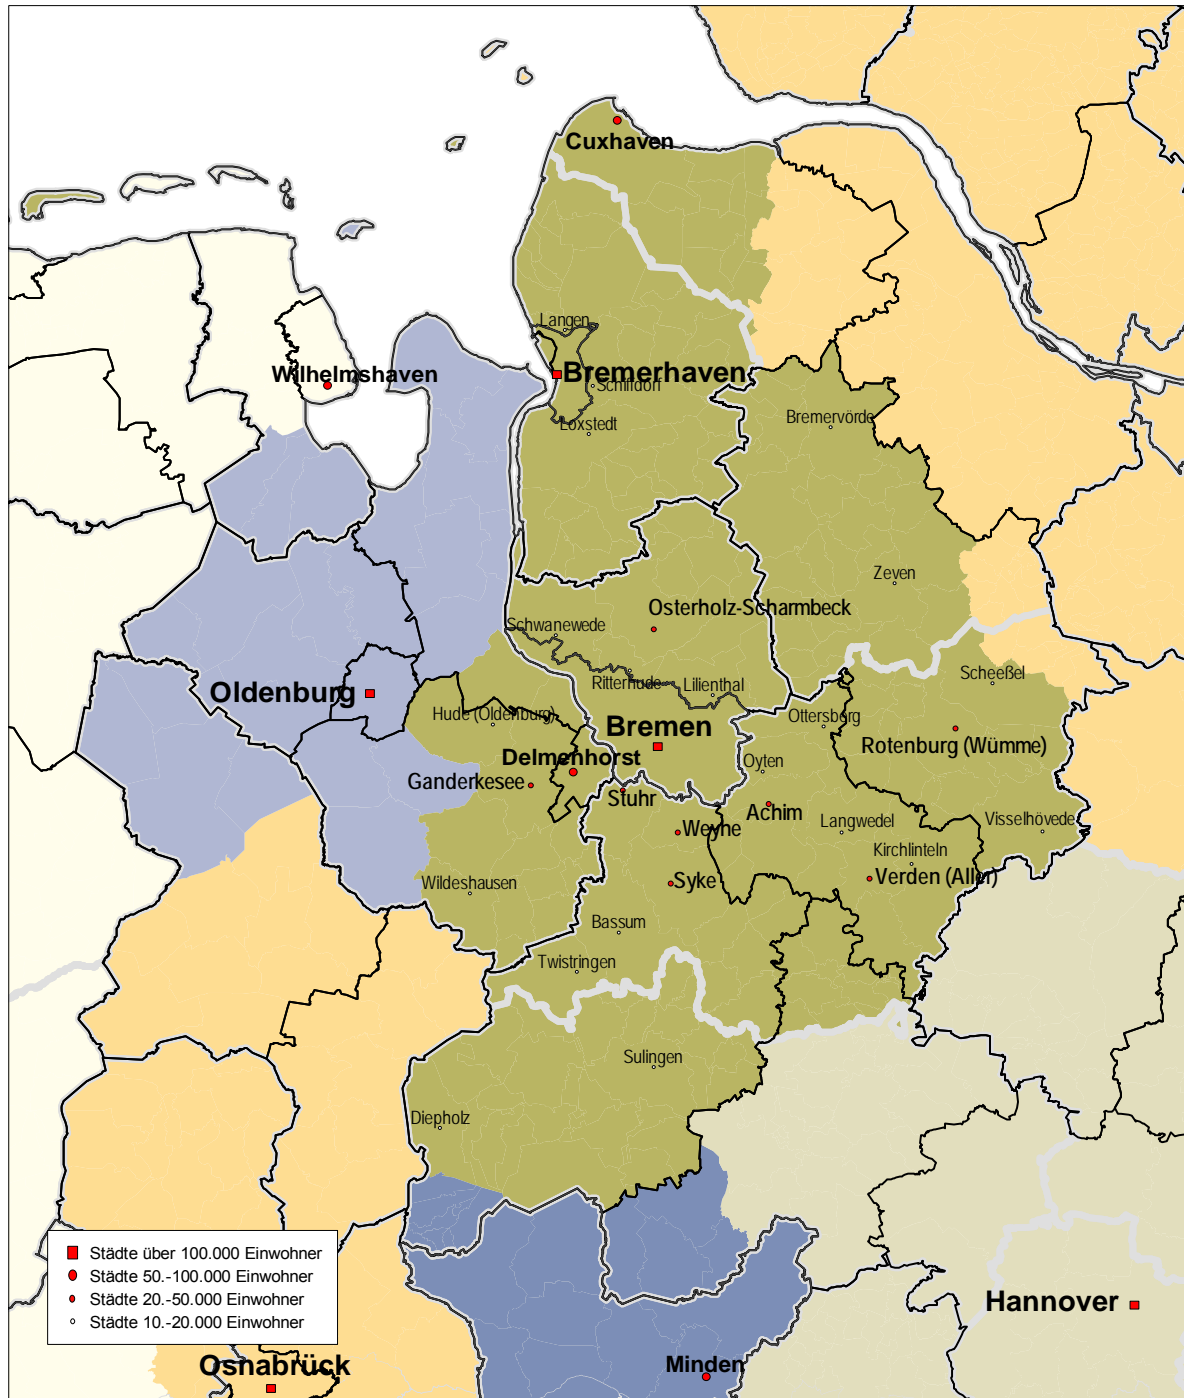 Cuxhaven
Langen
Wilhelmshaven
Bremerhaven
Schiffdorf
Loxstedt
Bremervörde
Zeven
Osterholz-Scharmbeck
Schwanewede
Scheeßel
Ritterhude
Lilienthal
Oldenburg
Hude (Oldenburg)
Ottersberg
Bremen
Rotenburg (Wümme)
Delmenhorst
Oyten
Ganderkesee
Stuhr
Achim
Langwedel
Visselhövede
Weyhe
Kirchlinteln
Wildeshausen
Syke
Verden (Aller)
Bassum
Twistringen
Sulingen
Diepholz
Städte über 100.000 Einwohner
Städte 50.-100.000 Einwohner
Städte 20.-50.000 Einwohner
Städte 10.-20.000 Einwohner
Hannover
Osnabrück
Minden